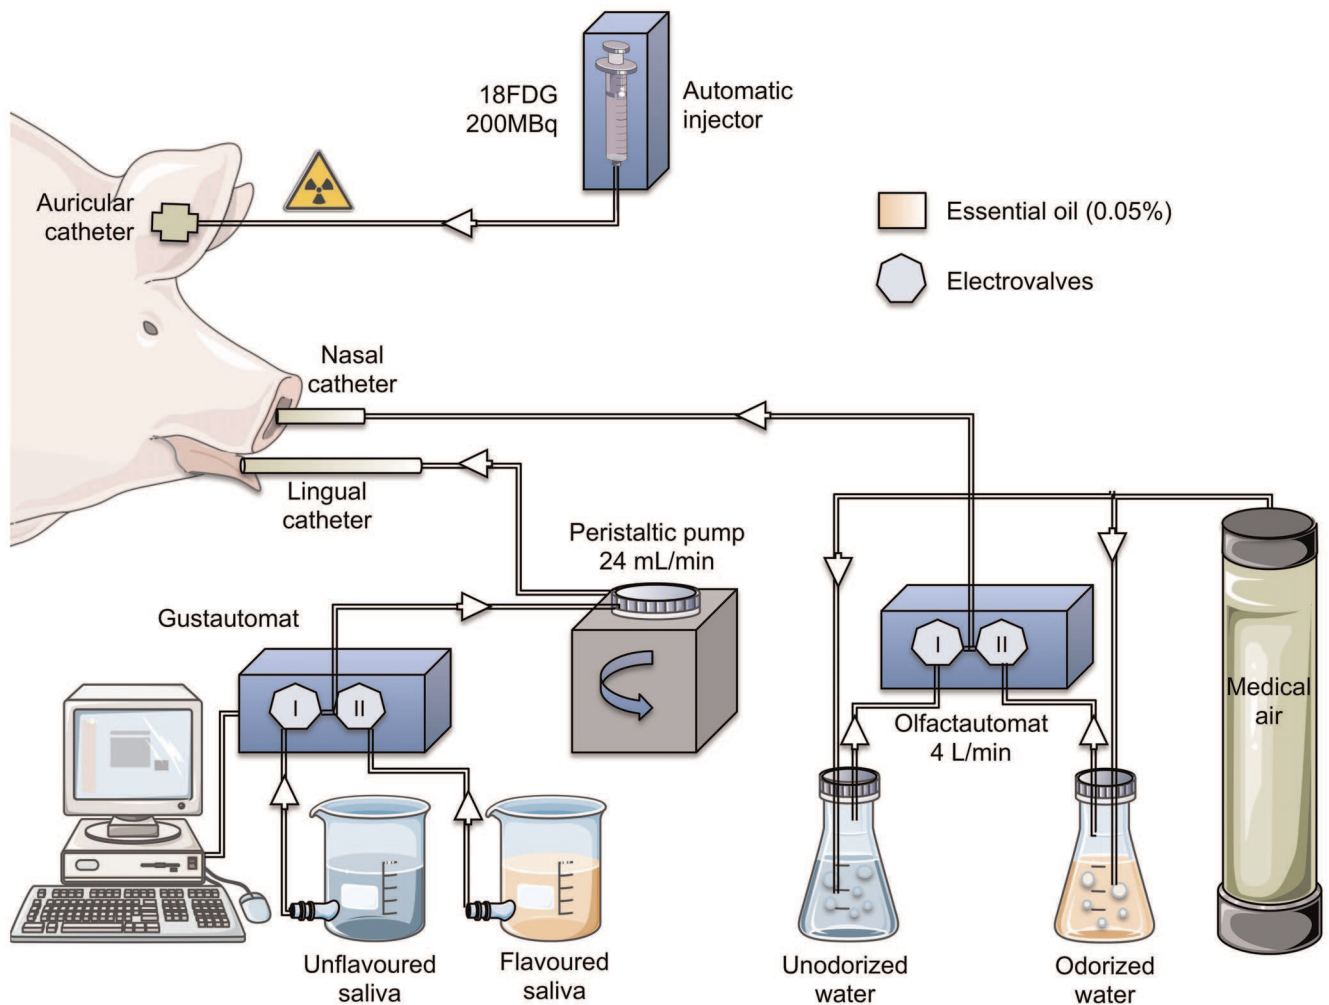 18FDG
200MBq
Automatic
injector
Auricular
catheter
Essential oil (0.05%)
Electrovalves
Nasal
catheter
Lingual
catheter
Peristaltic pump
24 mL/min
Gustautomat
I
II
I
II
Olfactautomat
4 L/min
Medical
air
Unflavoured
saliva
Flavoured
saliva
Unodorized
water
Odorized
water